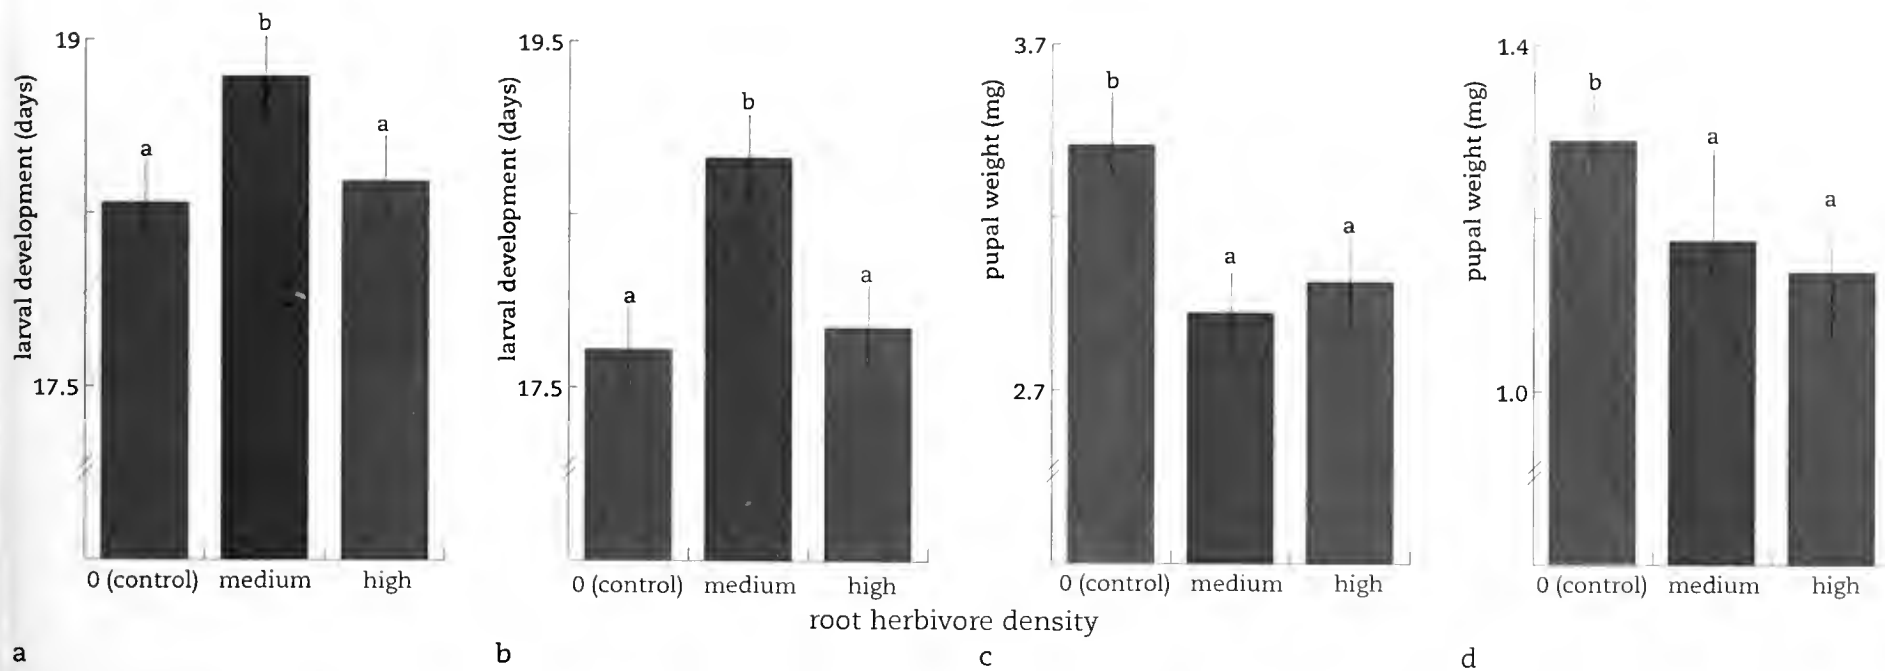 19
17.5
larval development (days)
a
b
a
0 (control) medium high
a
19.5
17.5
larval development (days)
a
b
a
0 (control) medium high
b
3.7
2.7
pupal weight (mg)
b
a
a
0 (control) medium high
c
1.4
1.0
pupal weight (mg)
b
a
a
0 (control) medium high
d
root herbivore density